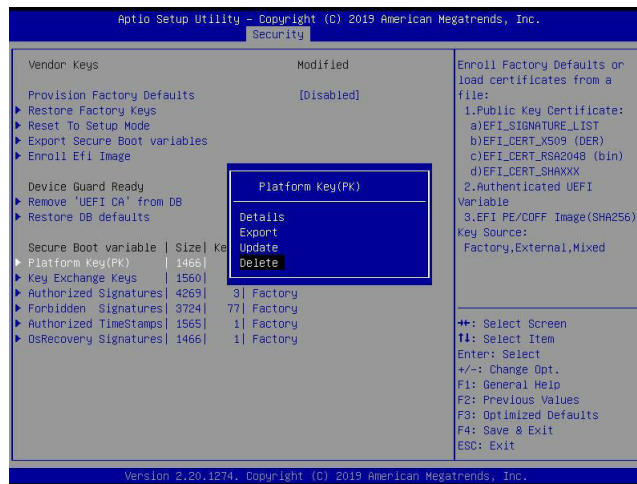 Aptio Setup Utility – Copyright (C) 2019 American Megatrends, Inc.
Security
Vendor Keys Modified
Provision Factory Defaults [Disabled]
Restore Factory Keys
Reset To Setup Mode
Export Secure Boot variables
Enroll Efi Image
Device Guard Ready
Remove 'UEFI CA' from DB
Restore DB defaults
Secure Boot variable | Size| Ke
Platform Key(PK) | 1466|
Key Exchange Keys | 1560|
Authorized Signatures| 4269| 3| Factory
Forbidden Signatures| 3724| 77| Factory
Authorized TimeStamps| 1565| 1| Factory
OsRecovery Signatures| 1466| 1| Factory
Platform Key(PK)
Details
Export
Update
Delete
Enroll Factory Defaults or
load certificates from a
file:
1.Public Key Certificate:
a)EFI_SIGNATURE_LIST
b)EFI_CERT_X509 (DER)
c)EFI_CERT_RSA2048 (bin)
d)EFI_CERT_SHAXXX
2.Authenticated UEFI
Variable
3.EFI PE/COFF Image(SHA256)
Key Source:
Factory,External,Mixed
→←: Select Screen
↑↓: Select Item
Enter: Select
+/-: Change Opt.
F1: General Help
F2: Previous Values
F3: Optimized Defaults
F4: Save & Exit
ESC: Exit
Version 2.20.1274. Copyright (C) 2019 American Megatrends, Inc.